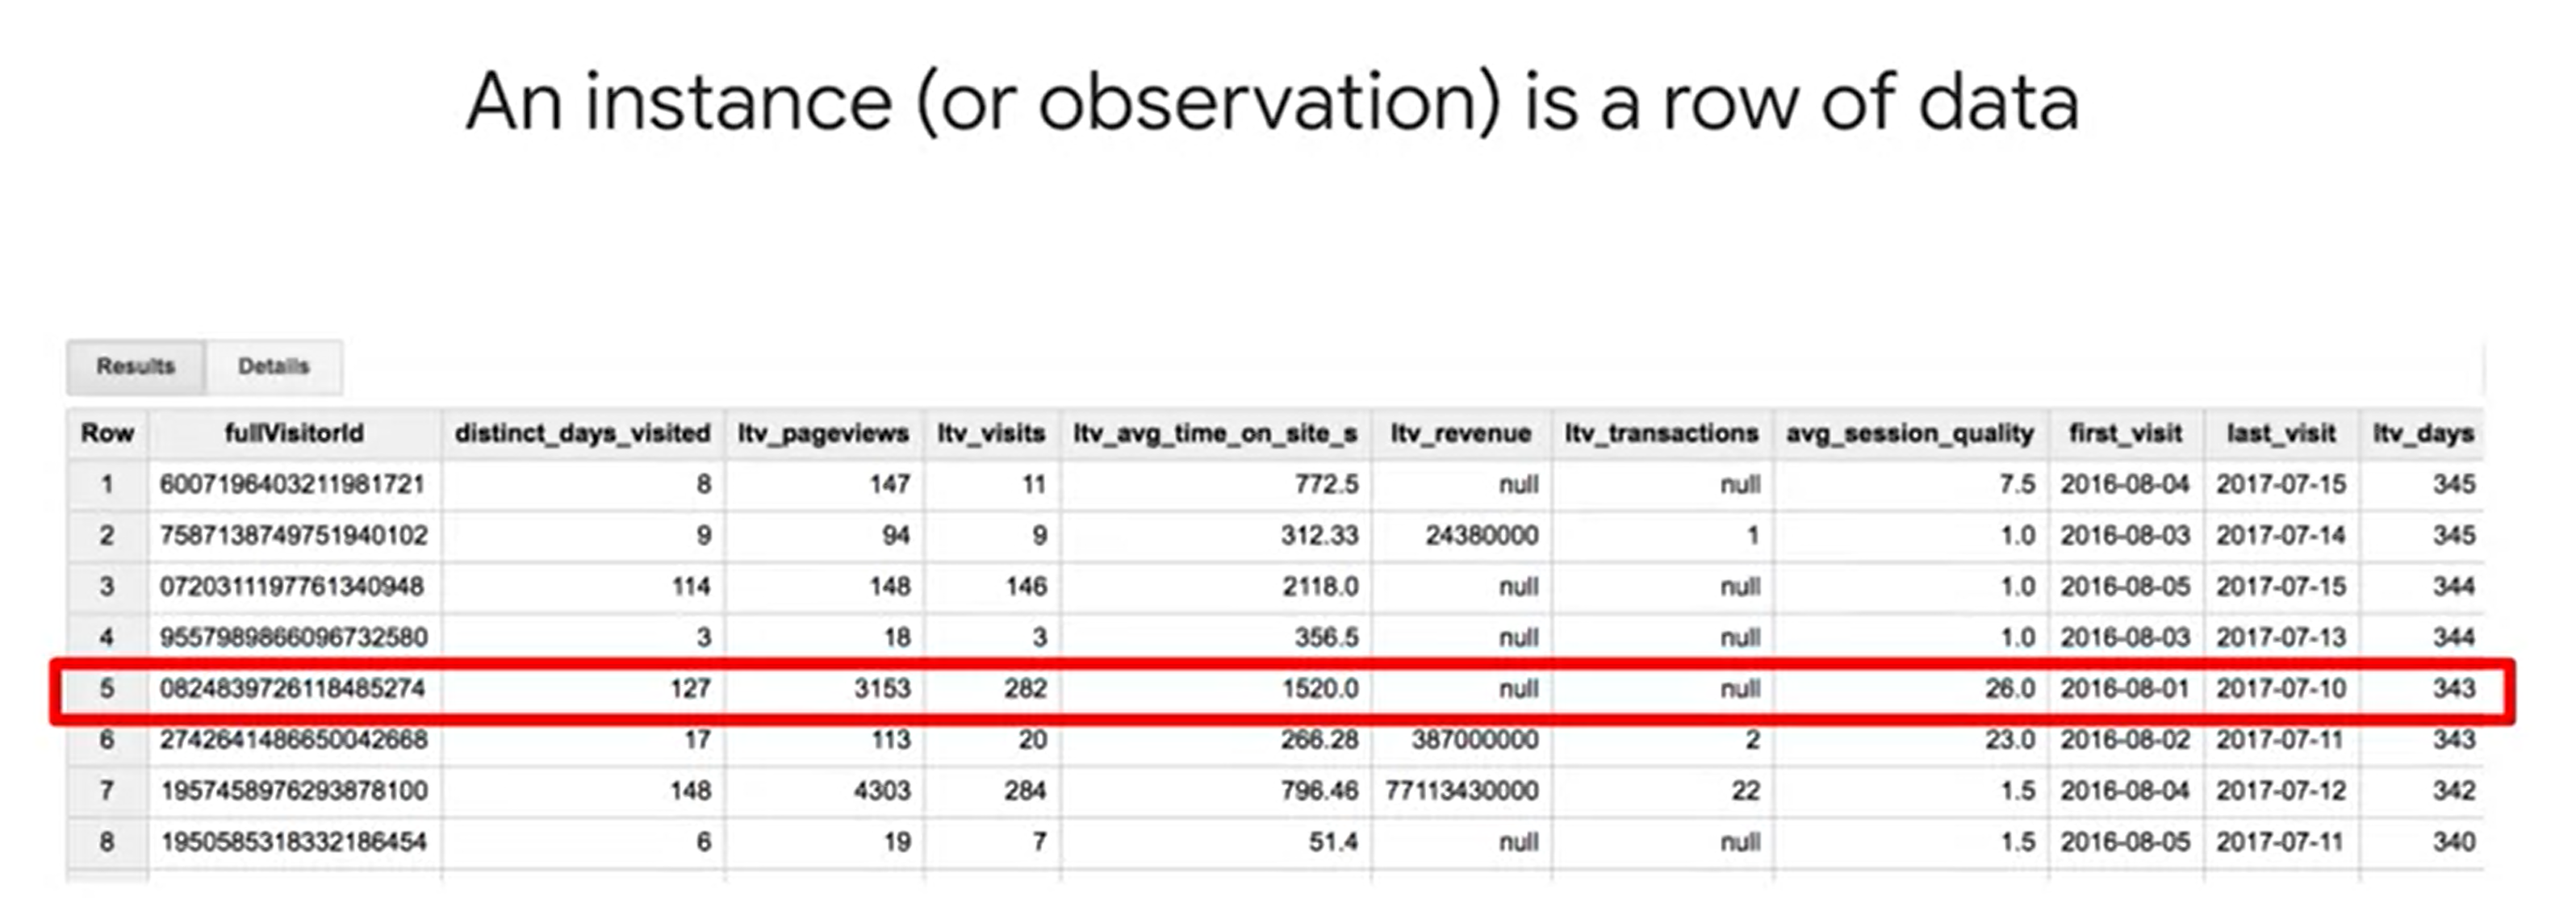 An instance (or observation) is a row of data
Results Details
Row fullVisitorId distinct_days_visited ltv_pageviews ltv_visits ltv_avg_time_on_site_s ltv_revenue ltv_transactions avg_session_quality first_visit last_visit ltv_days
1 6007196403211981721 8 147 11 772.5 null null 7.5 2016-08-04 2017-07-15 345
2 7587138749751940102 9 94 9 312.33 24380000 1 1.0 2016-08-03 2017-07-14 345
3 0720311197761340948 114 148 146 2118.0 null null 1.0 2016-08-05 2017-07-15 344
4 9557989866096732580 3 18 3 356.5 null null 1.0 2016-08-03 2017-07-13 344
5 0824839726118485274 127 3153 282 1520.0 null null 26.0 2016-08-01 2017-07-10 343
6 2742641486650042668 17 113 20 266.28 387000000 2 23.0 2016-08-02 2017-07-11 343
7 1957458976293878100 148 4303 284 796.46 77113430000 22 1.5 2016-08-04 2017-07-12 342
8 1950585318332186454 6 19 7 51.4 null null 1.5 2016-08-05 2017-07-11 340